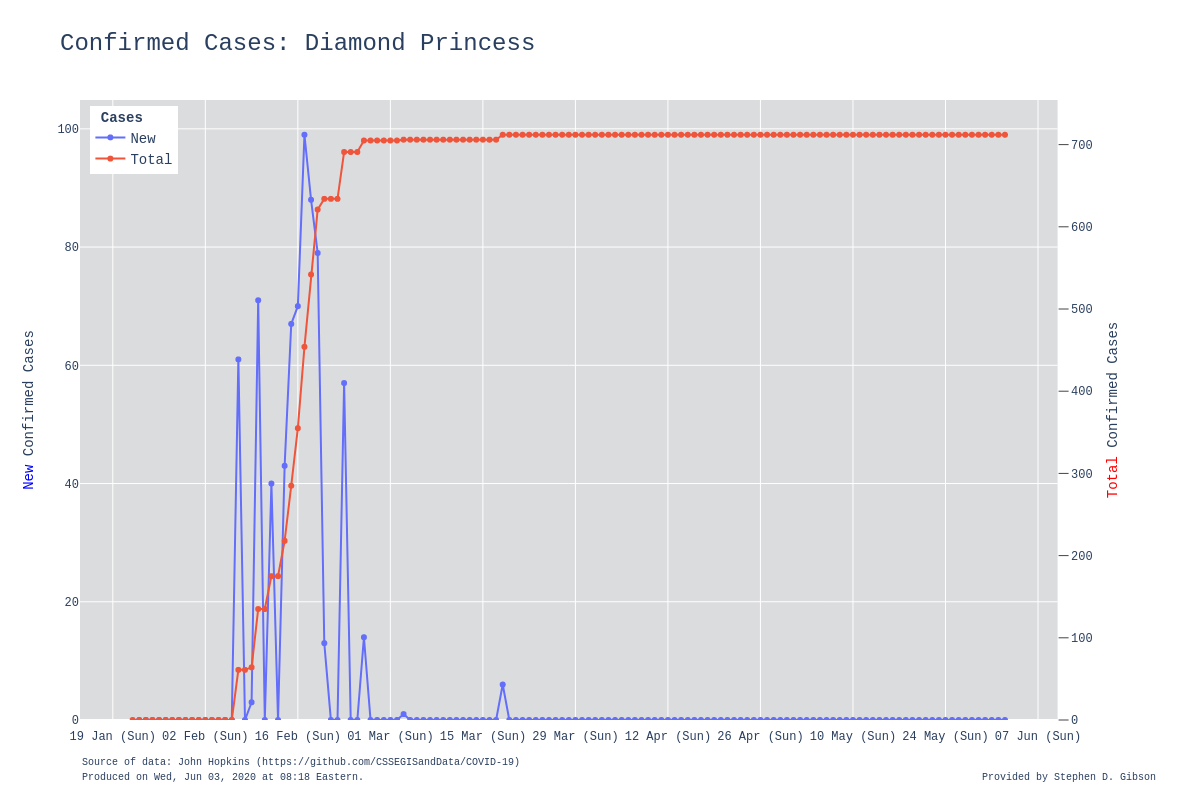 Confirmed Cases: Diamond Princess
Cases
New
Total
100
80
60
40
20
0
700
600
500
400
300
200
100
0
New Confirmed Cases
Total Confirmed Cases
19 Jan (Sun) 02 Feb (Sun) 16 Feb (Sun) 01 Mar (Sun) 15 Mar (Sun) 29 Mar (Sun) 12 Apr (Sun) 26 Apr (Sun) 10 May (Sun) 24 May (Sun) 07 Jun (Sun)
Source of data: John Hopkins (https://github.com/CSSEGISandData/COVID-19)
Produced on Wed, Jun 03, 2020 at 08:18 Eastern.
Provided by Stephen D. Gibson